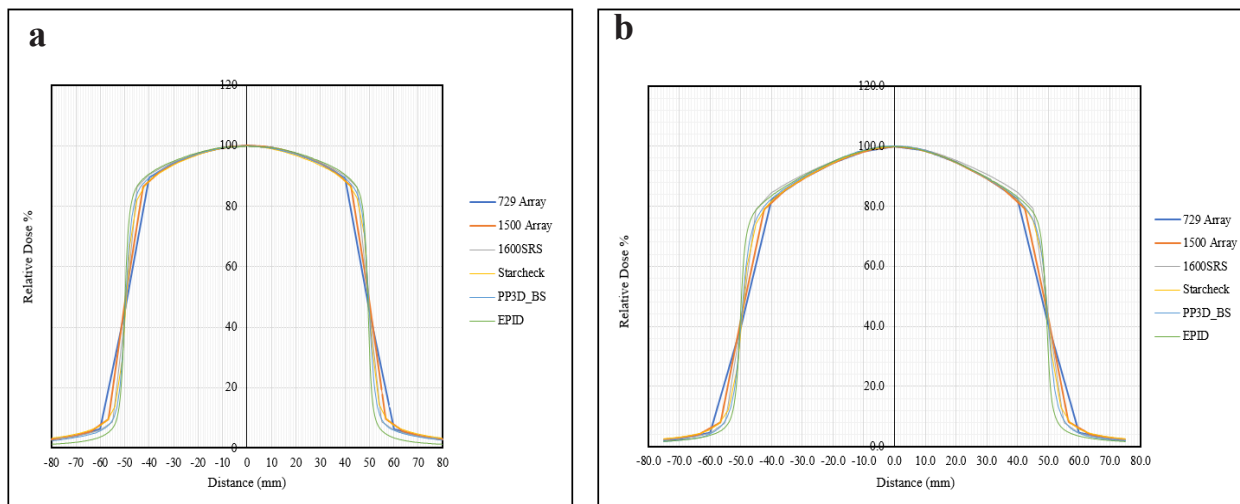 a
120
100
80
60
40
20
0
-80 -70 -60 -50 -40 -30 -20 -10 0 10 20 30 40 50 60 70 80
Relative Dose %
Distance (mm)
729 Array
1500 Array
1600SRS
Starcheck
PP3D_BS
EPID
b
120.0
100.0
80.0
60.0
40.0
20.0
0.0
-80.0 -70.0 -60.0 -50.0 -40.0 -30.0 -20.0 -10.0 0.0 10.0 20.0 30.0 40.0 50.0 60.0 70.0 80.0
Relative Dose %
Distance (mm)
729 Array
1500 Array
1600SRS
Starcheck
PP3D_BS
EPID